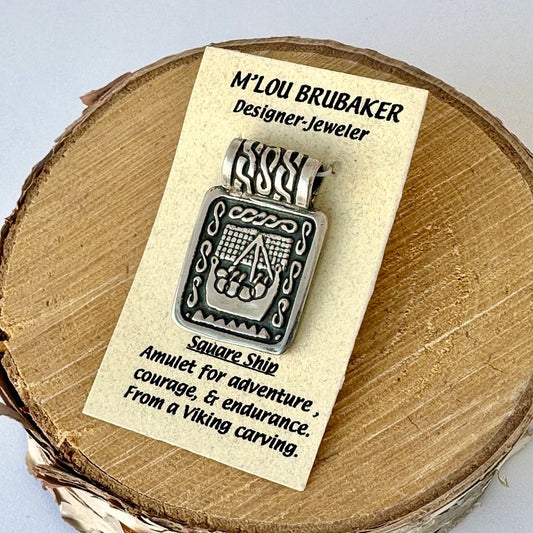 M'LOU BRUBAKER
Designer-Jeweler
Square Ship
Amulet for adventure,
courage, & endurance.
From a Viking carving.